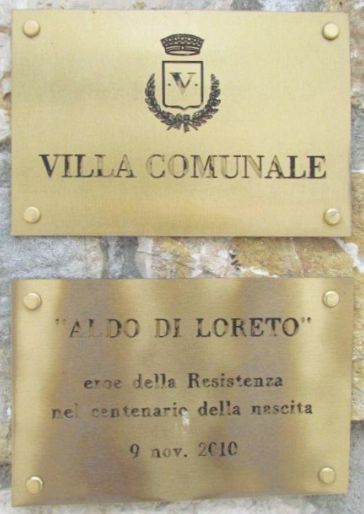 V
VILLA COMUNALE
"ALDO DI LORETO"
eroe della Resistenza
nel centenario della nascita
9 nov. 2010